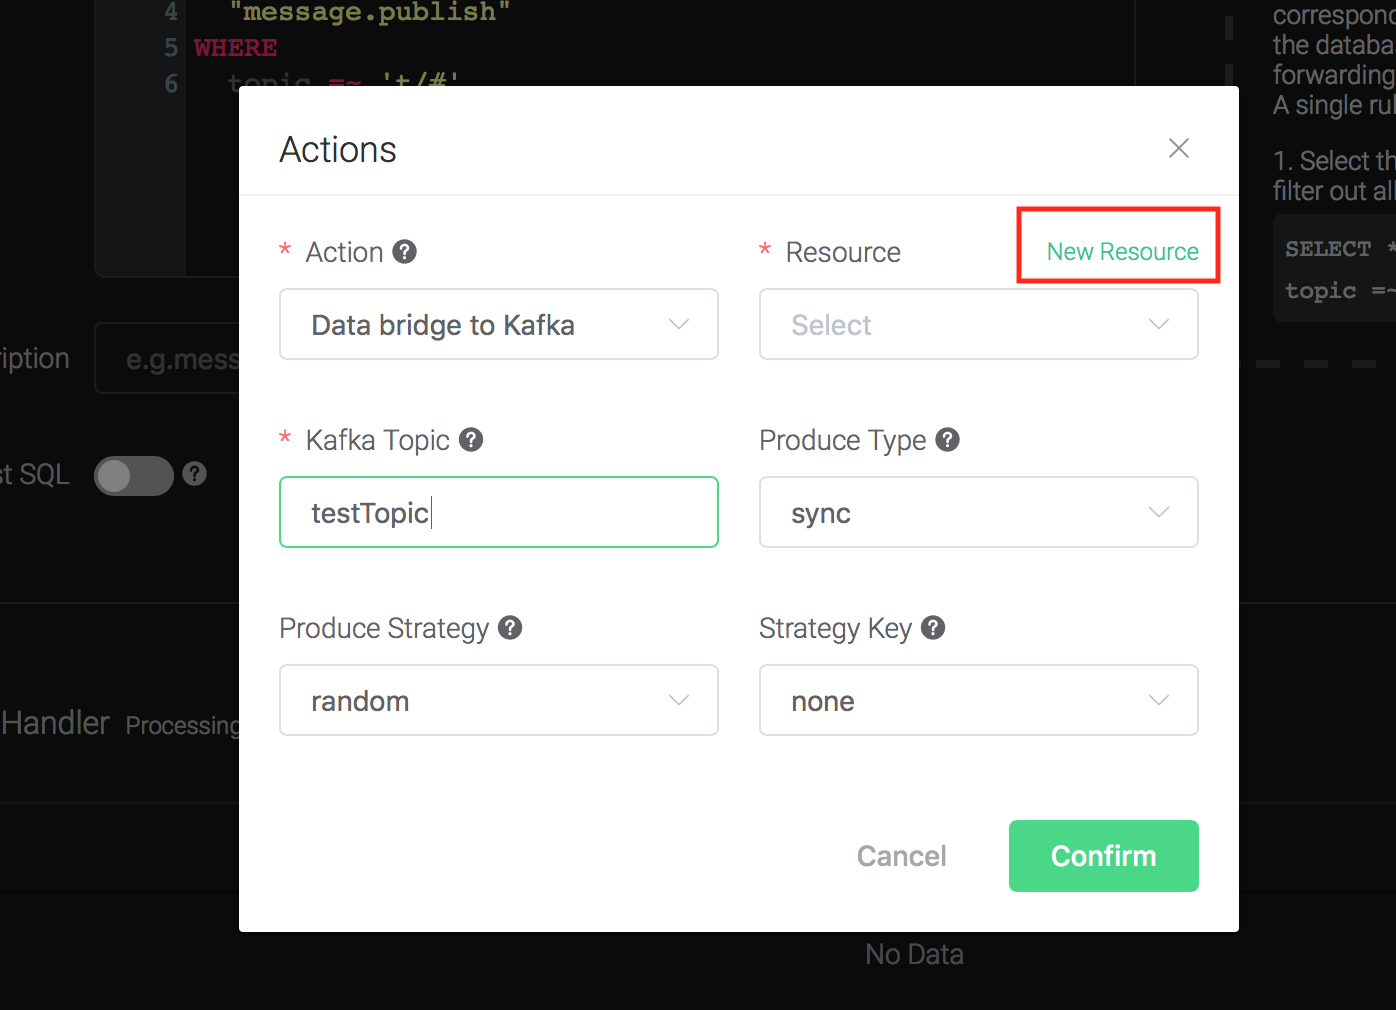 4 "message.publish"
5 WHERE
6 topic =~ 't/#'
correspond
the databa
forwarding
A single rul
1. Select th
filter out all
SELECT *
topic =~
Actions
* Action ?
* Resource
New Resource
Data bridge to Kafka
Select
ription
e.g.mess
* Kafka Topic ?
Produce Type ?
st SQL
?
testTopic
sync
Produce Strategy ?
Strategy Key ?
random
none
Handler Processing
Cancel
Confirm
No Data